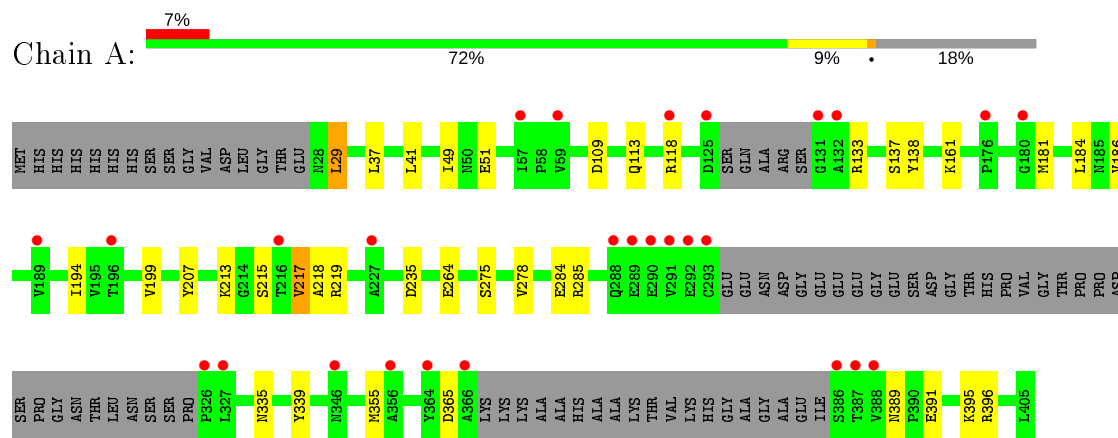 7%
Chain A:
72% 9% • 18%
MET HIS HIS HIS HIS HIS HIS SER SER GLY VAL ASP LEU GLY THR GLU N28 L29 L37 L41 I49 N50 E51 I57 P58 V59 D109 Q113 R118 D125 SER GLN ALA ARG SER G131 A132 R133 S137 Y138 K161 P176 G180 M181 L184 N185 V186
V189 I194 V195 T196 V199 Y207 K213 G214 S215 T216 V217 A218 R219 A227 D235 E264 S275 V278 E284 R285 Q288 E289 E290 V291 E292 C293 GLU GLU ASN ASP GLY GLU GLU GLU GLY GLU SER ASP GLY THR HIS PRO VAL GLY THR PRO PRO ASP
SER PRO GLY ASN THR LEU ASN SER SER PRO P326 L327 N335 Y339 N346 M355 A356 Y364 D365 A366 LYS LYS LYS ALA ALA HIS ALA ALA LYS THR VAL LYS HIS GLY ALA GLY ALA GLU ILE S386 T387 V388 N389 P390 E391 K395 R396 L405